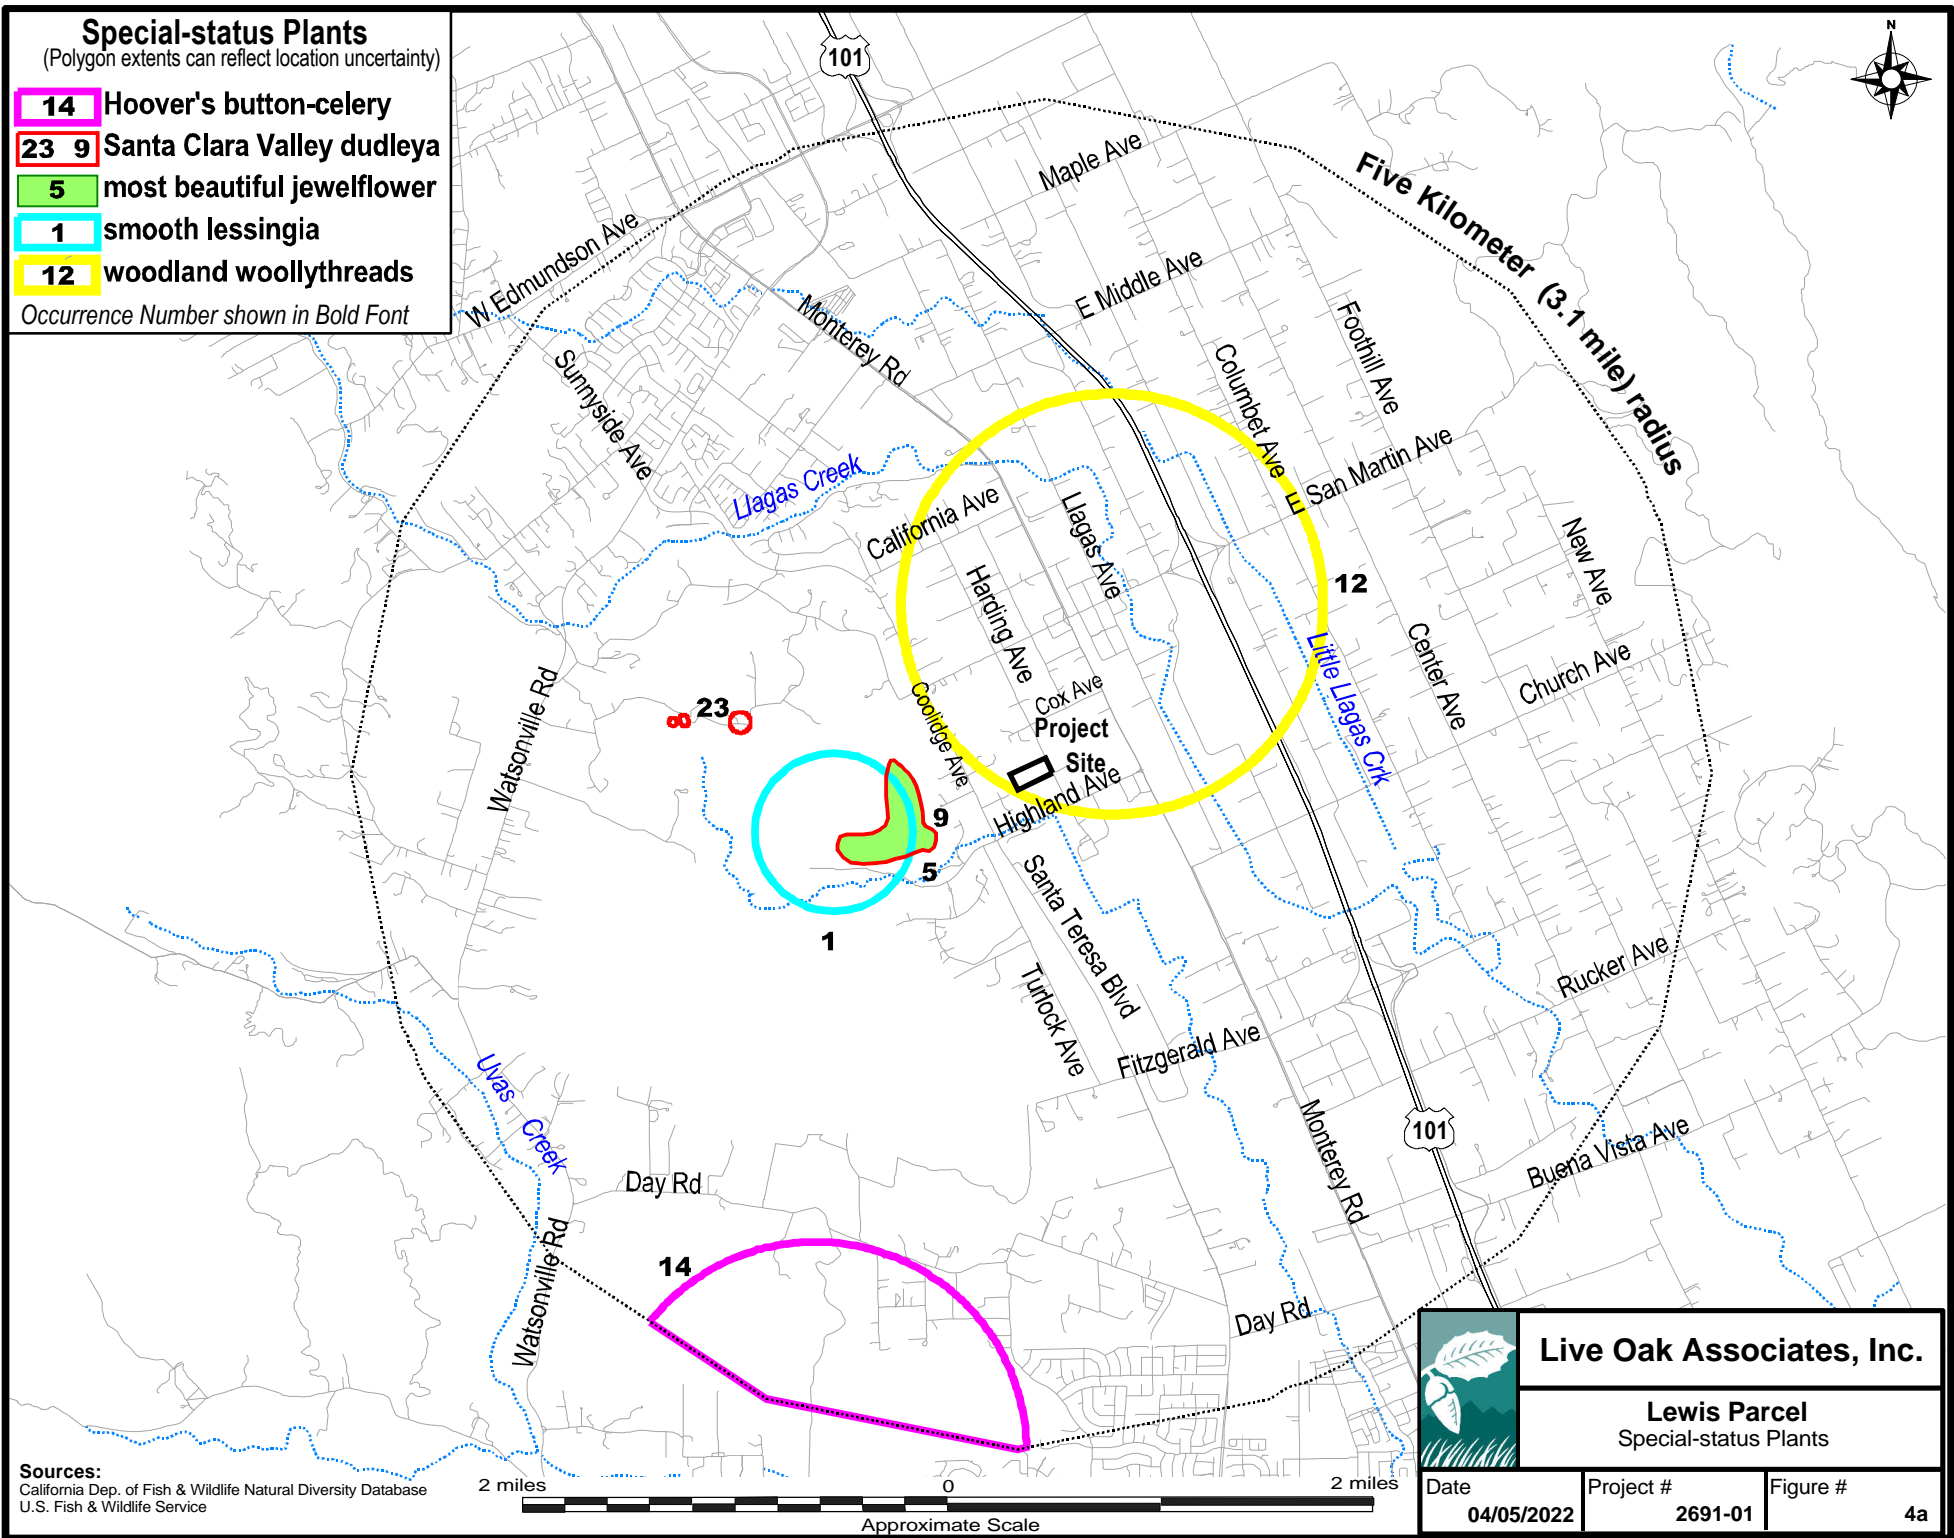 Special-status Plants
(Polygon extents can reflect location uncertainty)
14 Hoover's button-celery
23 9 Santa Clara Valley dudleya
5 most beautiful jewelflower
1 smooth lessingia
12 woodland woollythreads
Occurrence Number shown in Bold Font
N
101
Five Kilometer (3.1 mile) radius
Maple Ave
W Edmundson Ave
E Middle Ave
Monterey Rd
Foothill Ave
Sunnyside Ave
Columbet Ave
E San Martin Ave
Llagas Creek
California Ave
Llagas Ave
New Ave
Harding Ave
12
Little Llagas Crk
Center Ave
Church Ave
Watsonville Rd
23
Coolidge Ave
Cox Ave
Project
Site
Highland Ave
9
5
1
Santa Teresa Blvd
Turlock Ave
Rucker Ave
Fitzgerald Ave
Uvas Creek
Monterey Rd
101
Buena Vista Ave
Day Rd
Watsonville Rd
14
Day Rd
Live Oak Associates, Inc.
Lewis Parcel
Special-status Plants
Date
04/05/2022
Project #
2691-01
Figure #
4a
Sources:
California Dep. of Fish & Wildlife Natural Diversity Database
U.S. Fish & Wildlife Service
2 miles 0 2 miles
Approximate Scale